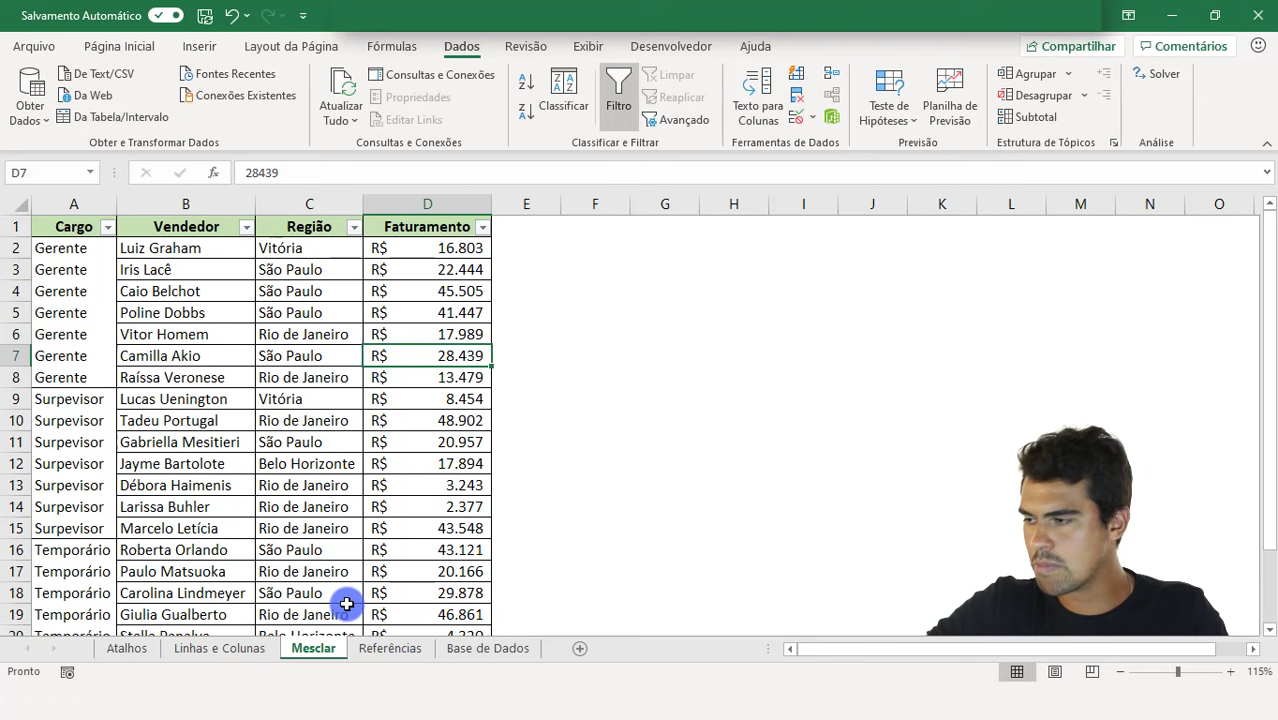 Salvamento Automático
Arquivo Página Inicial Inserir Layout da Página Fórmulas Dados Revisão Exibir Desenvolvedor Ajuda Compartilhar Comentários
Obter Dados
De Text/CSV
Da Web
Da Tabela/Intervalo
Fontes Recentes
Conexões Existentes
Obter e Transformar Dados
Atualizar Tudo
Consultas e Conexões
Propriedades
Editar Links
Consultas e Conexões
Classificar
Filtro
Limpar
Reaplicar
Avançado
Classificar e Filtrar
Texto para Colunas
Ferramentas de Dados
Teste de Hipóteses
Planilha de Previsão
Previsão
Agrupar
Desagrupar
Subtotal
Estrutura de Tópicos
Solver
Análise
D7 fx 28439
A B C D E F G H I J K L M N O
1 Cargo Vendedor Região Faturamento
2 Gerente Luiz Graham Vitória R$ 16.803
3 Gerente Iris Lacê São Paulo R$ 22.444
4 Gerente Caio Belchot São Paulo R$ 45.505
5 Gerente Poline Dobbs São Paulo R$ 41.447
6 Gerente Vitor Homem Rio de Janeiro R$ 17.989
7 Gerente Camilla Akio São Paulo R$ 28.439
8 Gerente Raíssa Veronese Rio de Janeiro R$ 13.479
9 Surpevisor Lucas Uenington Vitória R$ 8.454
10 Surpevisor Tadeu Portugal Rio de Janeiro R$ 48.902
11 Surpevisor Gabriella Mesitieri São Paulo R$ 20.957
12 Surpevisor Jayme Bartolote Belo Horizonte R$ 17.894
13 Surpevisor Débora Haimenis Rio de Janeiro R$ 3.243
14 Surpevisor Larissa Buhler Rio de Janeiro R$ 2.377
15 Surpevisor Marcelo Letícia Rio de Janeiro R$ 43.548
16 Temporário Roberta Orlando São Paulo R$ 43.121
17 Temporário Paulo Matsuoka Rio de Janeiro R$ 20.166
18 Temporário Carolina Lindmeyer São Paulo R$ 29.878
19 Temporário Giulia Gualberto Rio de Janeiro R$ 46.861
Atalhos Linhas e Colunas Mesclar Referências Base de Dados
Pronto 115%